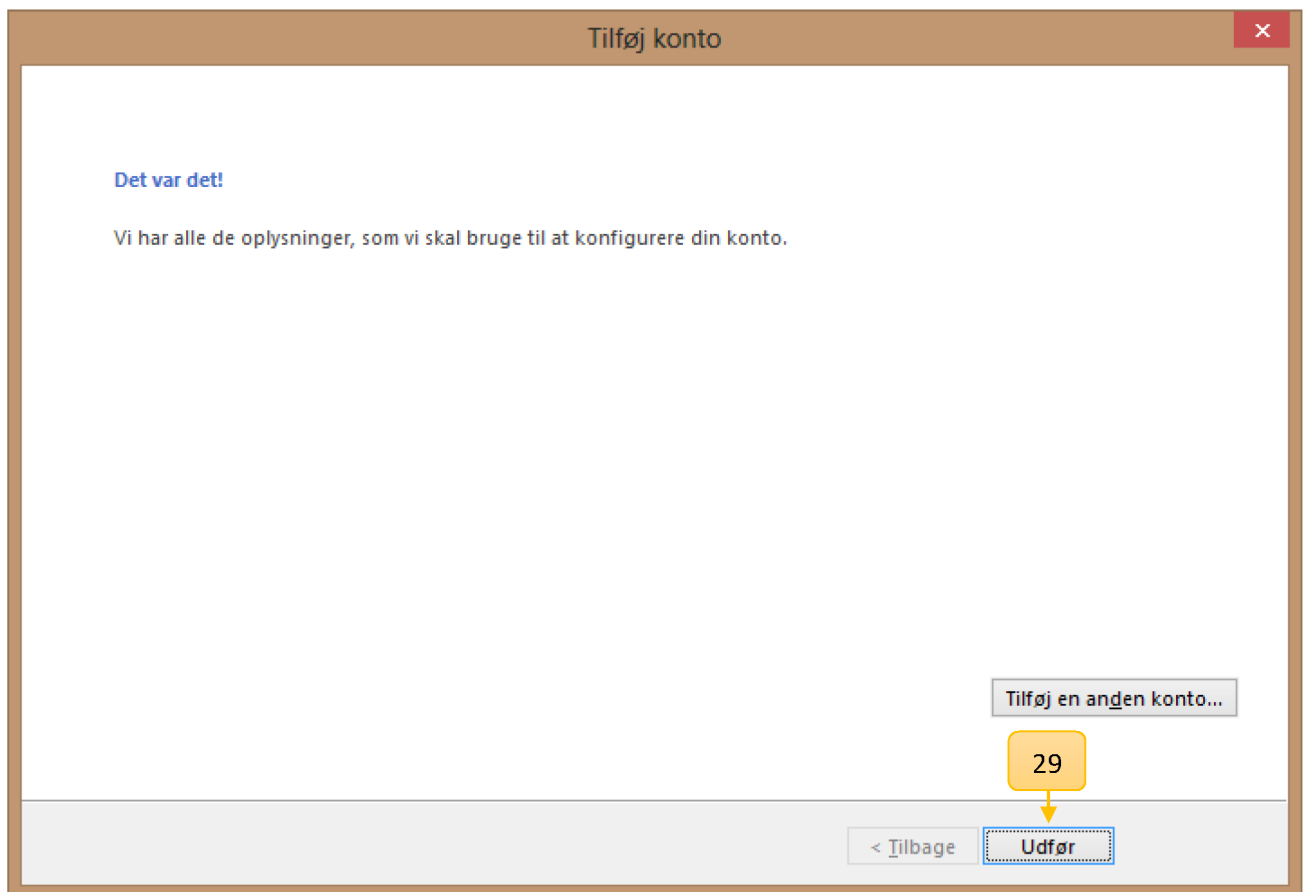 Tilføj konto
Det var det!
Vi har alle de oplysninger, som vi skal bruge til at konfigurere din konto.
Tilføj en anden konto...
29
< Tilbage
Udfør